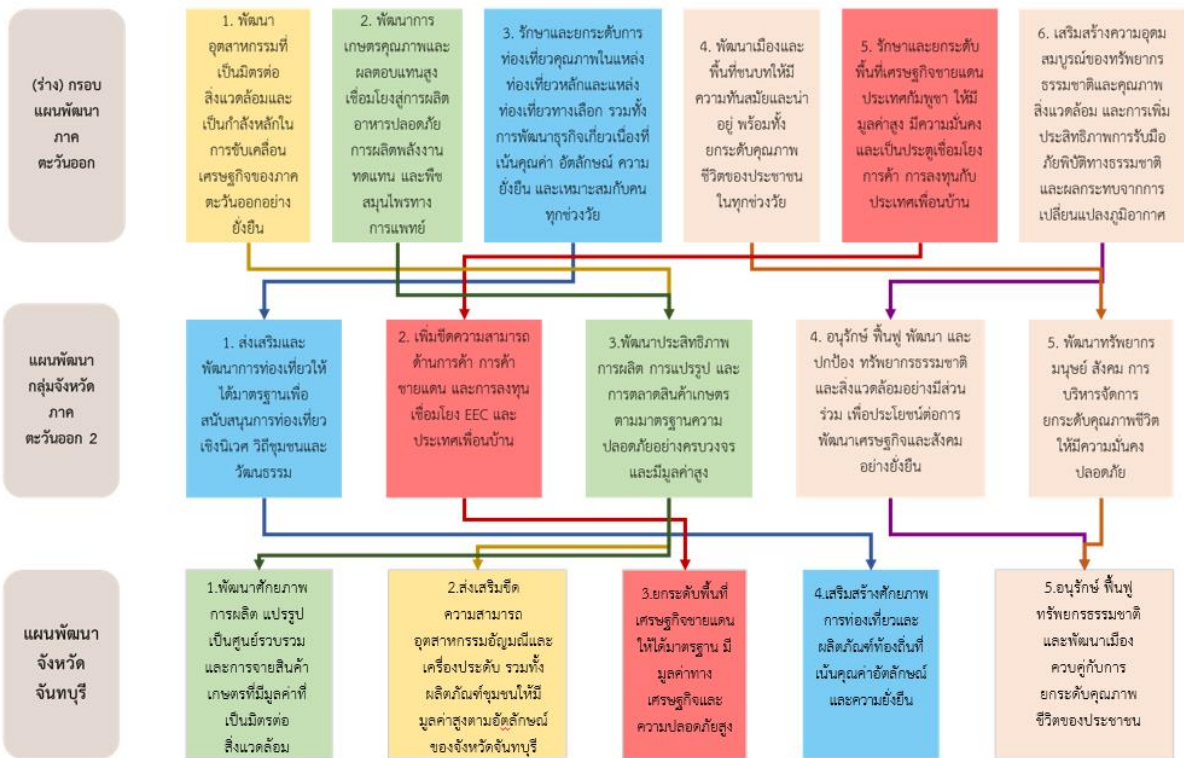 (ร่าง) กรอบ
แผนพัฒนา
ภาค
ตะวันออก
1. พัฒนา
อุตสาหกรรมที่
เป็นมิตรต่อ
สิ่งแวดล้อมและ
เป็นกำลังหลักใน
การขับเคลื่อน
เศรษฐกิจของภาค
ตะวันออกอย่าง
ยั่งยืน
2. พัฒนาการ
เกษตรคุณภาพและ
ผลตอบแทนสูง
เชื่อมโยงสู่การผลิต
อาหารปลอดภัย
การผลิตพลังงาน
ทดแทน และพืช
สมุนไพรทาง
การแพทย์
3. รักษาและยกระดับการ
ท่องเที่ยวคุณภาพในแหล่ง
ท่องเที่ยวหลักและแหล่ง
ท่องเที่ยวทางเลือก รวมทั้ง
การพัฒนาธุรกิจเกี่ยวเนื่องที่
เน้นคุณค่า อัตลักษณ์ ความ
ยั่งยืน และเหมาะสมกับคน
ทุกช่วงวัย
4. พัฒนาเมืองและ
พื้นที่ชนบทให้มี
ความทันสมัยและน่า
อยู่ พร้อมทั้ง
ยกระดับคุณภาพ
ชีวิตของประชาชน
ในทุกช่วงวัย
5. รักษาและยกระดับ
พื้นที่เศรษฐกิจชายแดน
ประเทศกัมพูชา ให้มี
มูลค่าสูง มีความมั่นคง
และเป็นประตูเชื่อมโยง
การค้า การลงทุนกับ
ประเทศเพื่อนบ้าน
6. เสริมสร้างความอุดม
สมบูรณ์ของทรัพยากร
ธรรมชาติและคุณภาพ
สิ่งแวดล้อม และการเพิ่ม
ประสิทธิภาพการรับมือ
ภัยพิบัติทางธรรมชาติ
และผลกระทบจากการ
เปลี่ยนแปลงภูมิอากาศ
แผนพัฒนา
กลุ่มจังหวัด
ภาค
ตะวันออก 2
1. ส่งเสริมและ
พัฒนาการท่องเที่ยวให้
ได้มาตรฐานเพื่อ
สนับสนุนการท่องเที่ยว
เชิงนิเวศ วิถีชุมชนและ
วัฒนธรรม
2. เพิ่มขีดความสามารถ
ด้านการค้า การค้า
ชายแดน และการลงทุน
เชื่อมโยง EEC และ
ประเทศเพื่อนบ้าน
3.พัฒนาประสิทธิภาพ
การผลิต การแปรรูป และ
การตลาดสินค้าเกษตร
ตามมาตรฐานความ
ปลอดภัยอย่างครบวงจร
และมีมูลค่าสูง
4. อนุรักษ์ ฟื้นฟู พัฒนา และ
ปกป้อง ทรัพยากรธรรมชาติ
และสิ่งแวดล้อมอย่างมีส่วน
ร่วม เพื่อประโยชน์ต่อการ
พัฒนาเศรษฐกิจและสังคม
อย่างยั่งยืน
5. พัฒนาทรัพยากร
มนุษย์ สังคม การ
บริหารจัดการ
ยกระดับคุณภาพชีวิต
ให้มีความมั่นคง
ปลอดภัย
แผนพัฒนา
จังหวัด
จันทบุรี
1.พัฒนาศักยภาพ
การผลิต แปรรูป
เป็นศูนย์รวบรวม
และการจายสินค้า
เกษตรที่มีมูลค่าที่
เป็นมิตรต่อ
สิ่งแวดล้อม
2.ส่งเสริมขีด
ความสามารถ
อุตสาหกรรมอัญมณีและ
เครื่องประดับ รวมทั้ง
ผลิตภัณฑ์ชุมชนให้มี
มูลค่าสูงตามอัตลักษณ์
ของจังหวัดจันทบุรี
3.ยกระดับพื้นที่
เศรษฐกิจชายแดน
ให้ได้มาตรฐาน มี
มูลค่าทาง
เศรษฐกิจและ
ความปลอดภัยสูง
4.เสริมสร้างศักยภาพ
การท่องเที่ยวและ
ผลิตภัณฑ์ท้องถิ่นที่
เน้นคุณค่าอัตลักษณ์
และความยั่งยืน
5.อนุรักษ์ ฟื้นฟู
ทรัพยกรธรรมชาติ
และพัฒนาเมือง
ควบคู่กับการ
ยกระดับคุณภาพ
ชีวิตของประชาชน